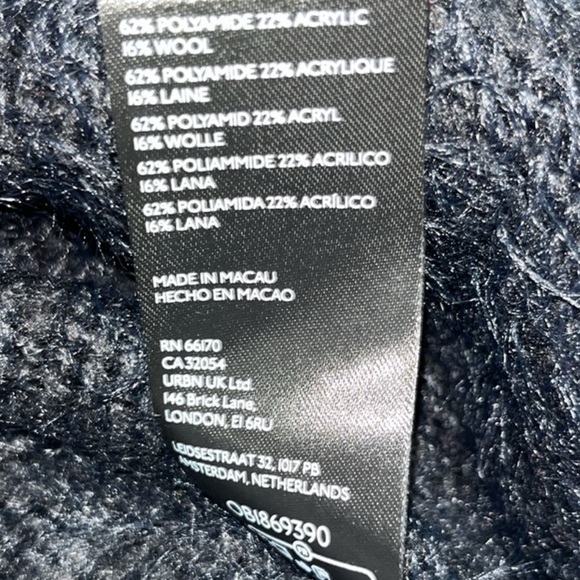 62% POLYAMIDE 22% ACRYLIC
16% WOOL
62% POLYAMIDE 22% ACRYLIQUE
16% LAINE
62% POLYAMID 22% ACRYL
16% WOLLE
62% POLIAMMIDE 22% ACRILICO
16% LANA
62% POLIAMIDA 22% ACRÍLICO
16% LANA
MADE IN MACAU
HECHO EN MACAO
RN 66170
CA 32054
URBN UK Ltd.
146 Brick Lane,
LONDON, E1 6RU
LEIDSESTRAAT 32, 1017 PB
AMSTERDAM, NETHERLANDS
OB1869390